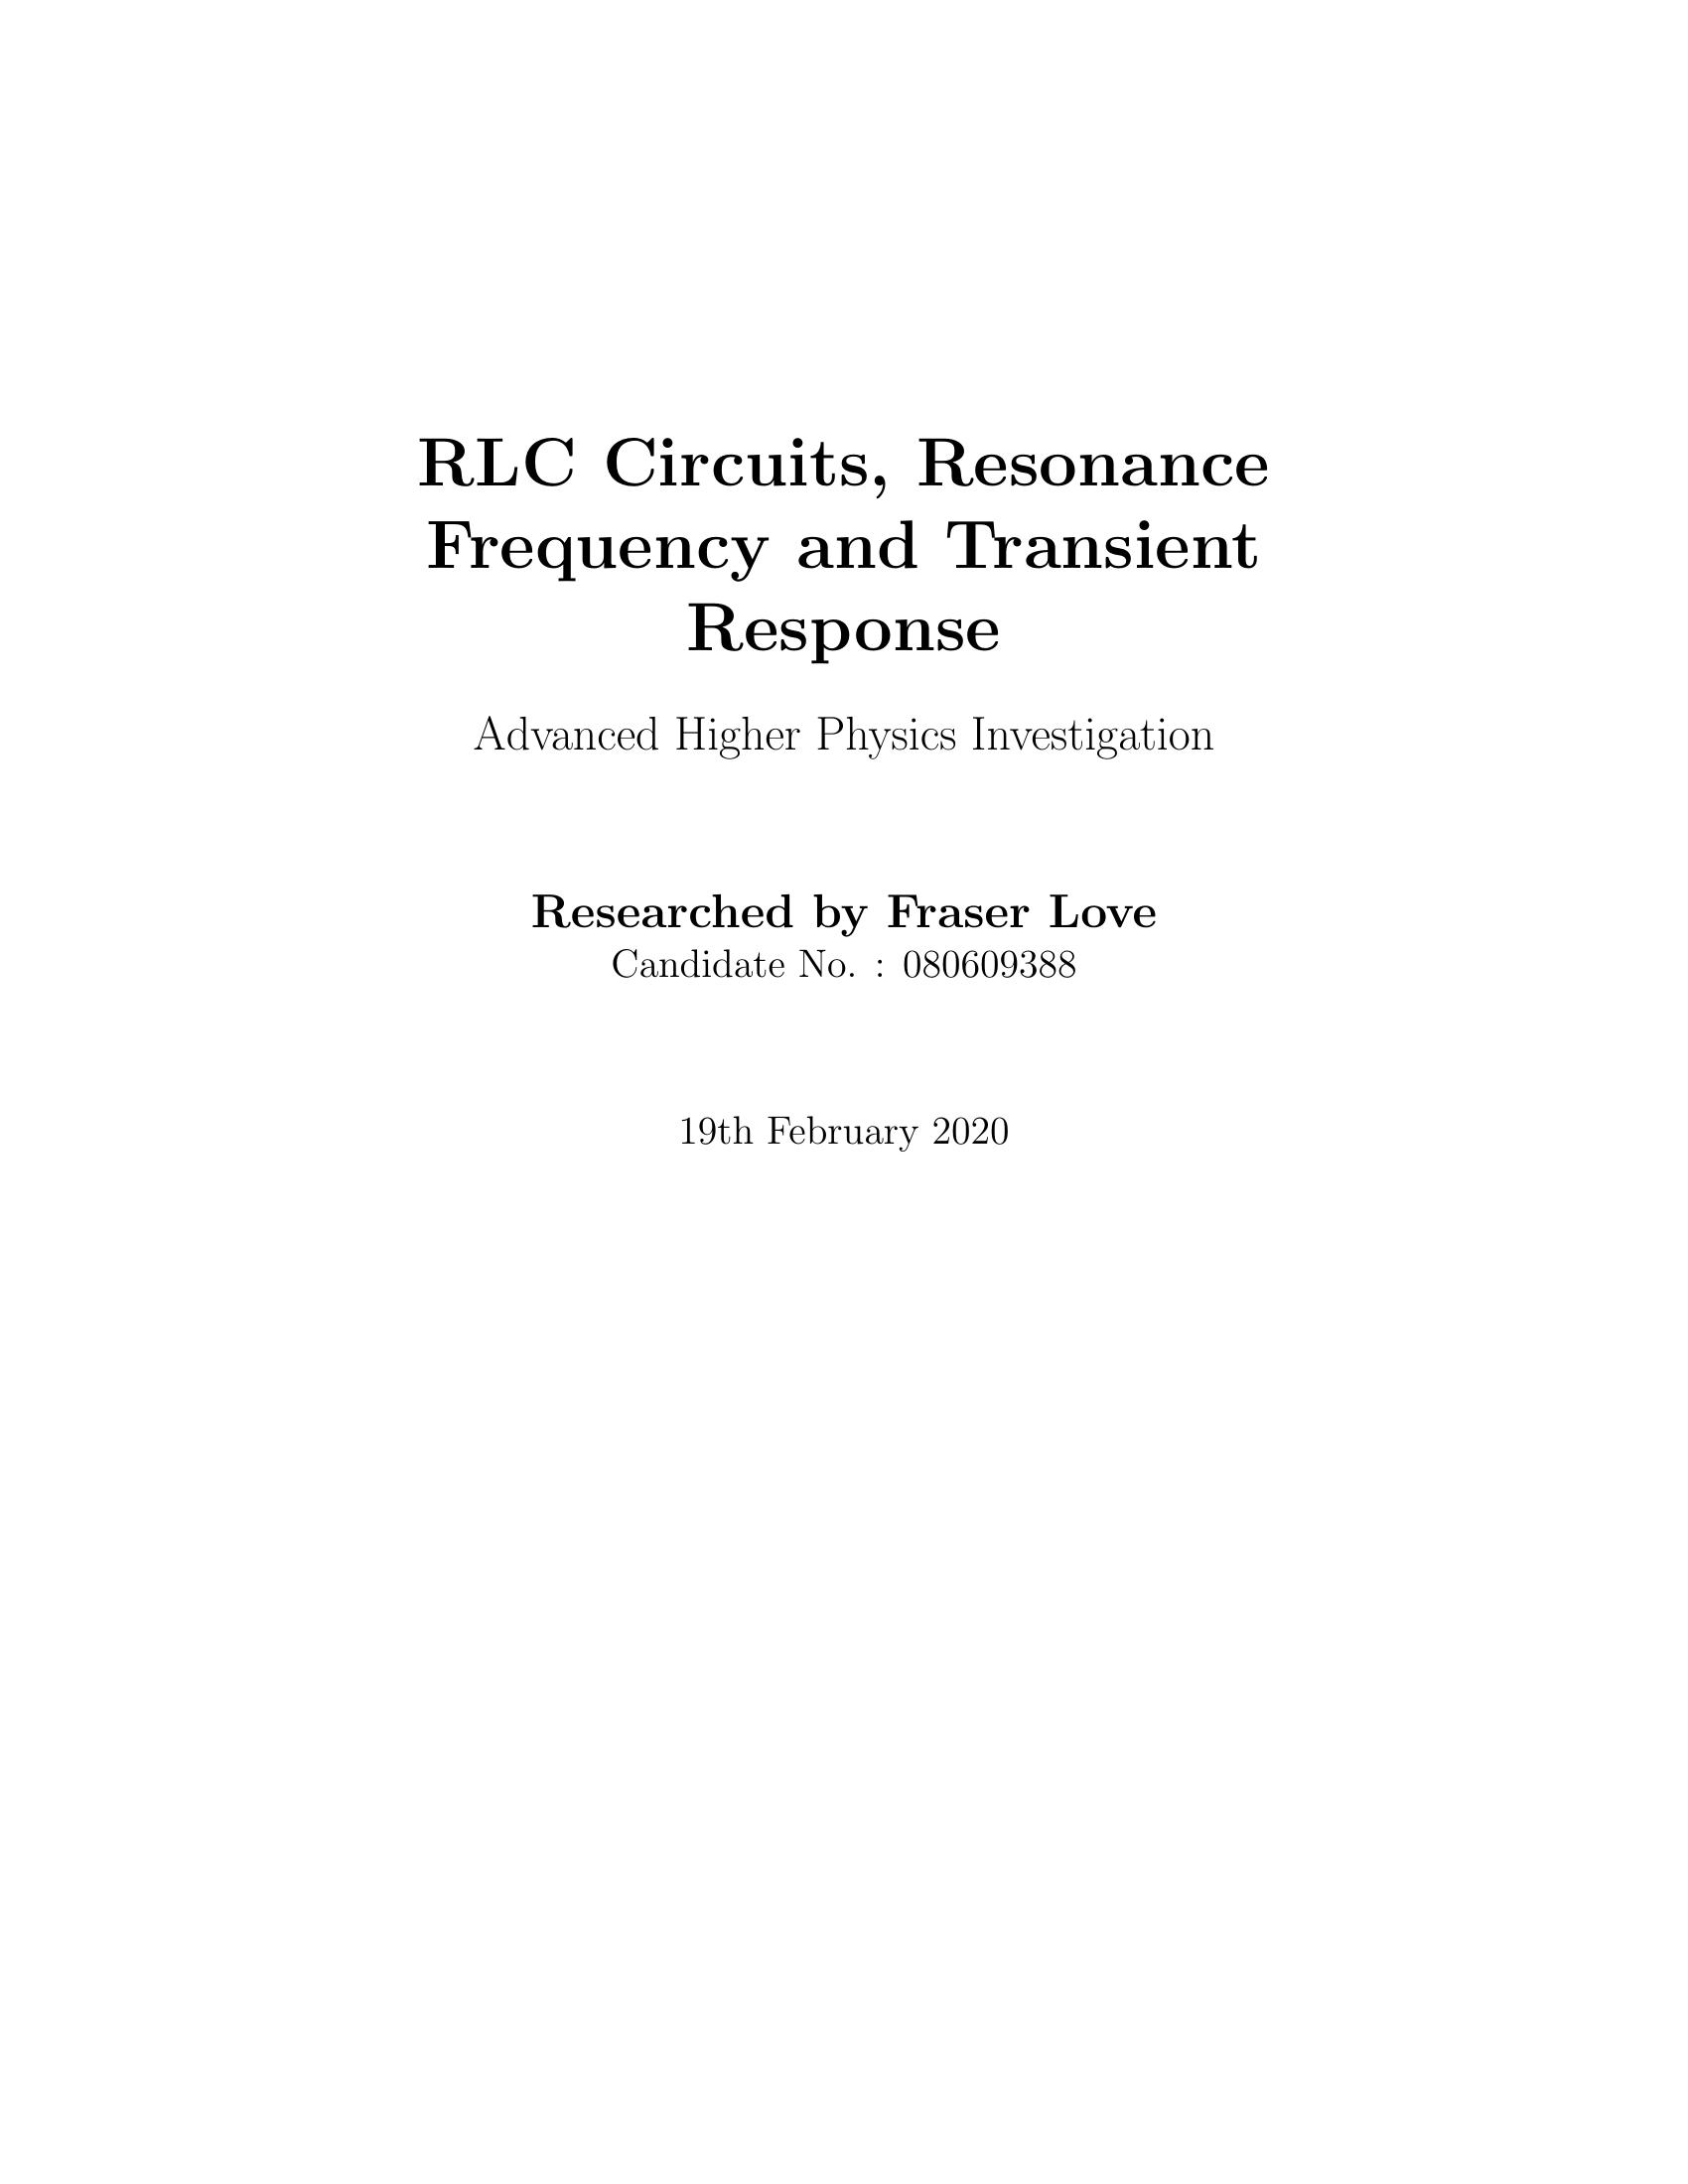 RLC Circuits, Resonance
Frequency and Transient
Response
Advanced Higher Physics Investigation
Researched by Fraser Love
Candidate No. : 080609388
19th February 2020